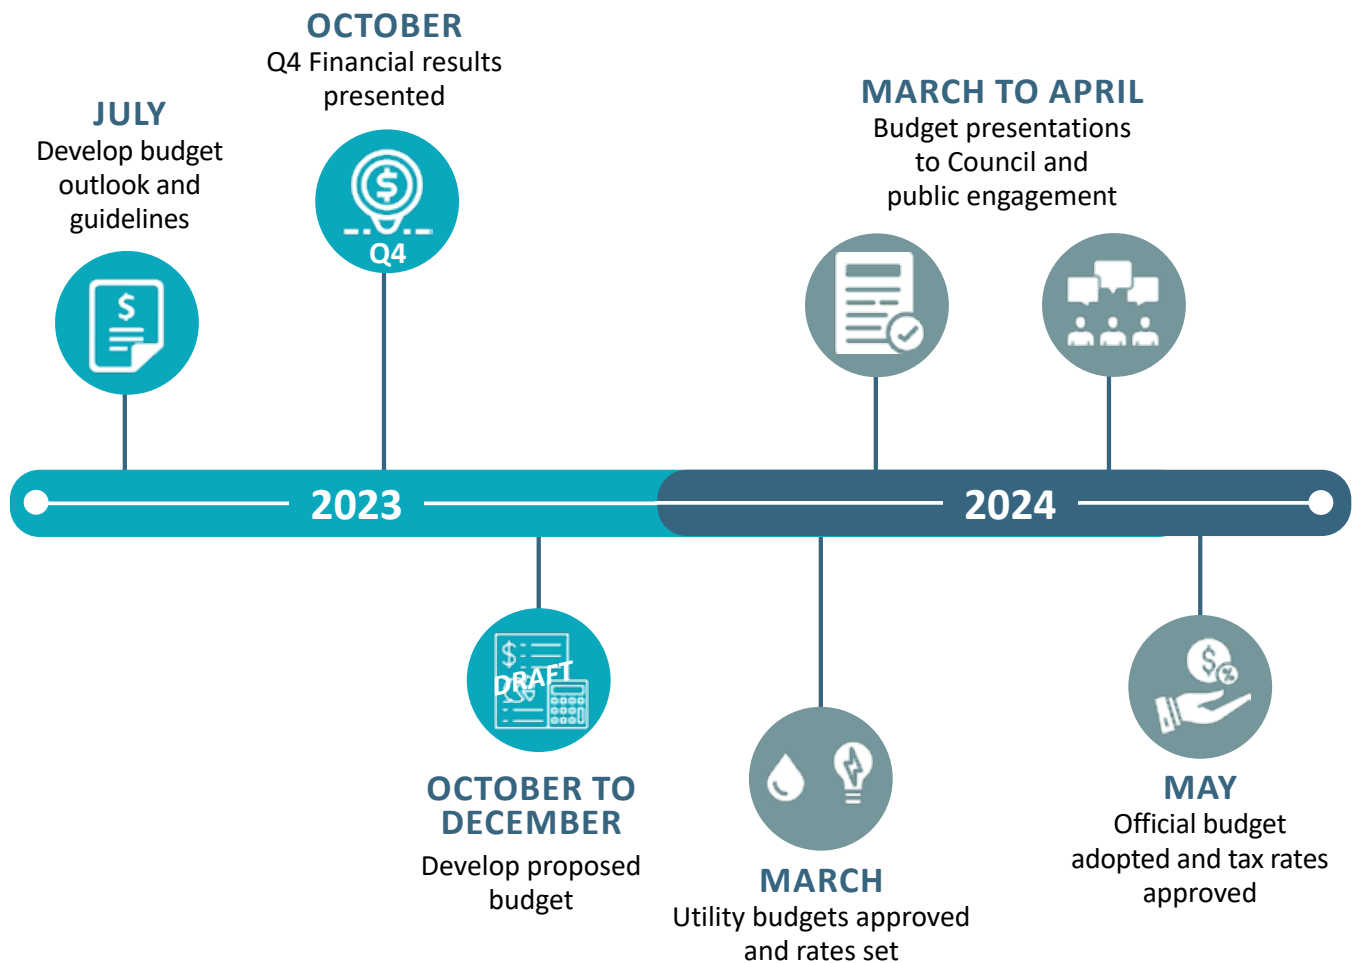 OCTOBER
Q4 Financial results
presented
JULY
Develop budget
outlook and
guidelines
MARCH TO APRIL
Budget presentations
to Council and
public engagement
$
Q4
$
2023
2024
$
DRAFT
$
%
OCTOBER TO
DECEMBER
Develop proposed
budget
MARCH
Utility budgets approved
and rates set
MAY
Official budget
adopted and tax rates
approved